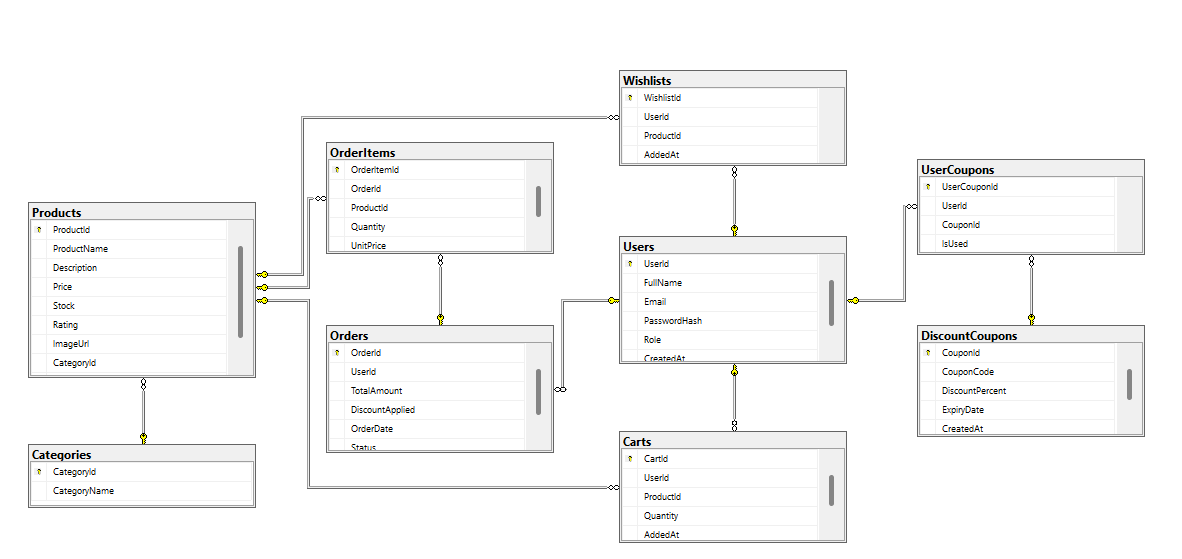 Wishlists
WishlistId
UserId
ProductId
AddedAt
OrderItems
OrderItemId
OrderId
ProductId
Quantity
UnitPrice
UserCoupons
UserCouponId
UserId
CouponId
IsUsed
Products
ProductId
ProductName
Description
Price
Stock
Rating
ImageUrl
CategoryId
Users
UserId
FullName
Email
PasswordHash
Role
CreatedAt
Orders
OrderId
UserId
TotalAmount
DiscountApplied
OrderDate
Status
DiscountCoupons
CouponId
CouponCode
DiscountPercent
ExpiryDate
CreatedAt
Categories
CategoryId
CategoryName
Carts
CartId
UserId
ProductId
Quantity
AddedAt